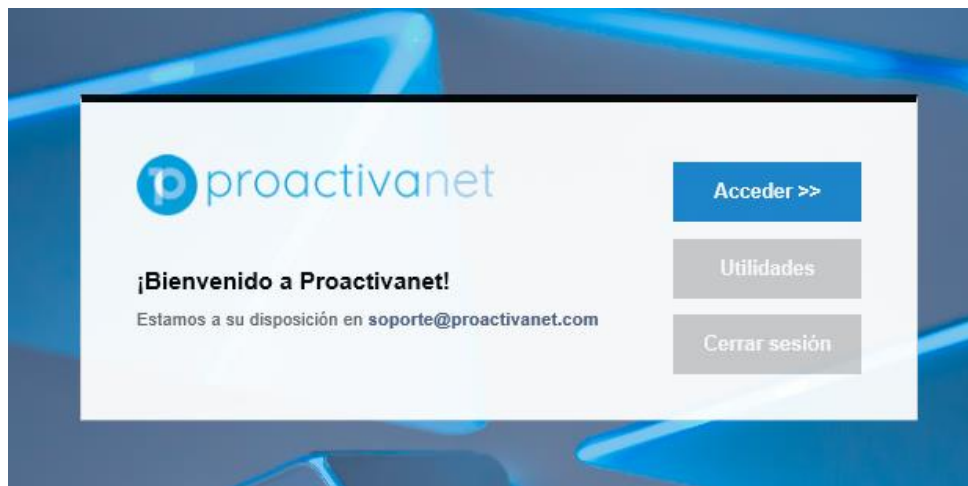 proactivanet
¡Bienvenido a Proactivanet!
Estamos a su disposición en soporte@proactivanet.com
Acceder >>
Utilidades
Cerrar sesión